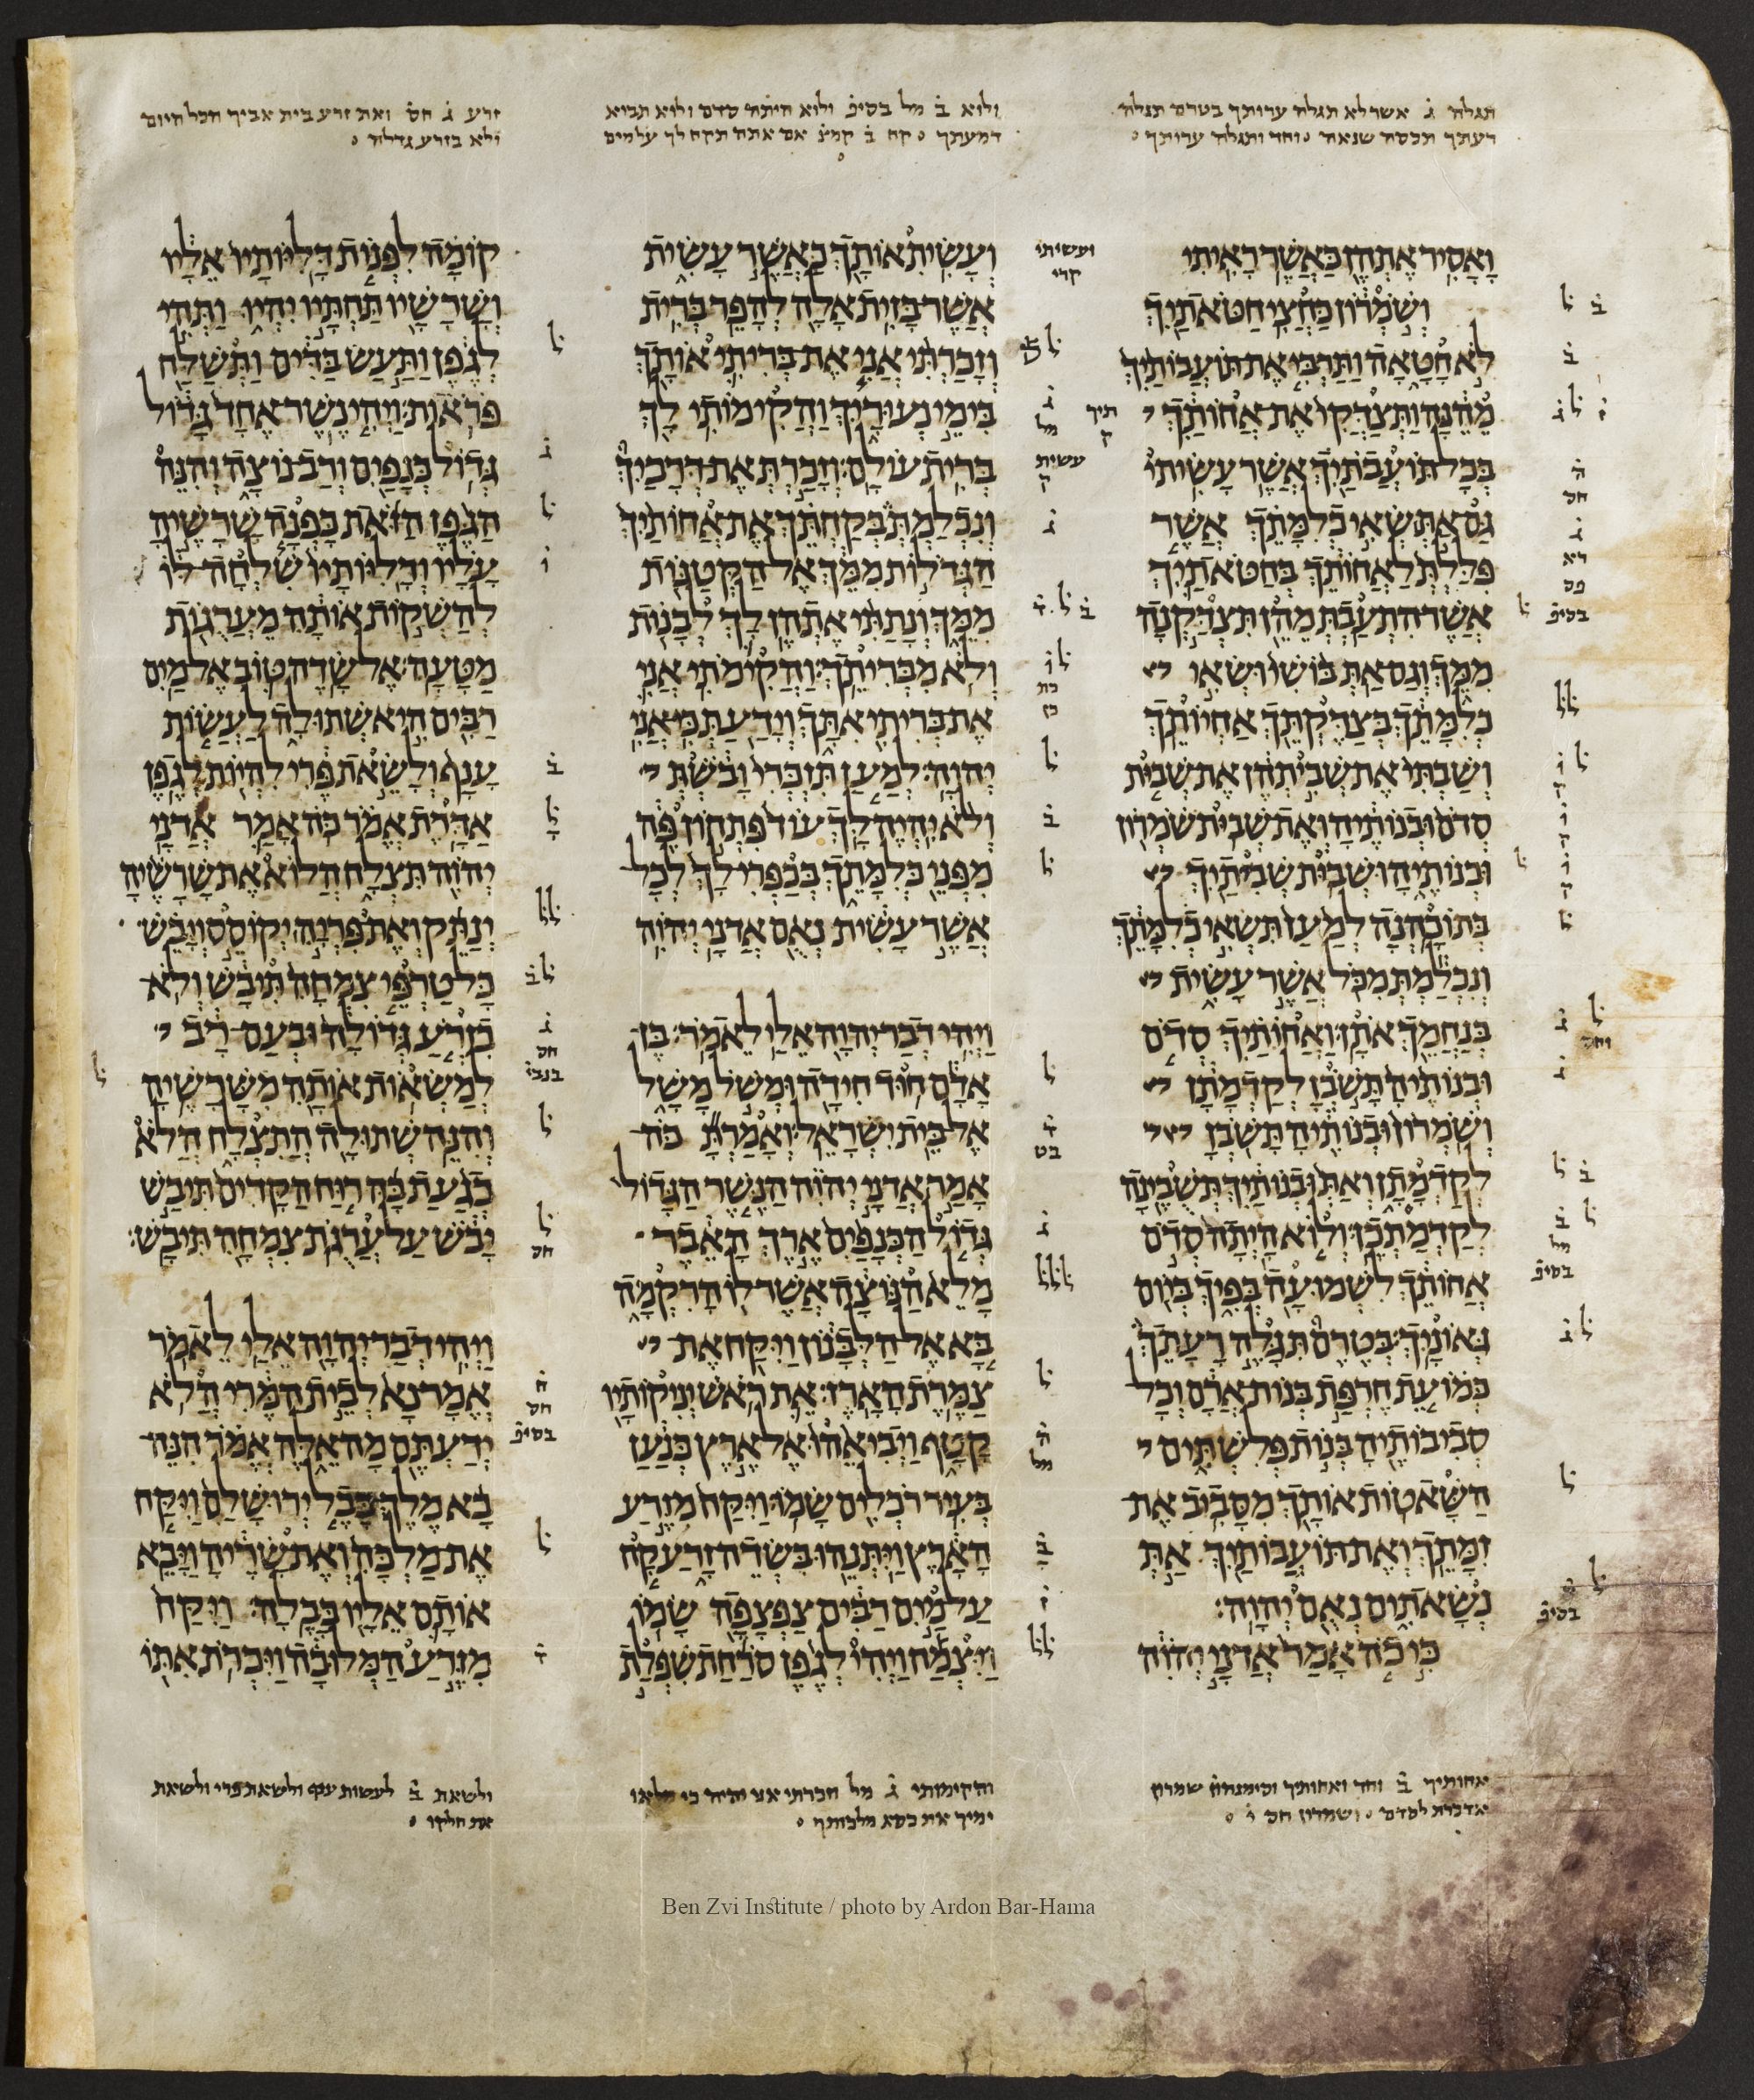 תגלה ג אשר לא תגלה ערותך בטרם תגלה
רעתך תכסה שנאה וחד ותגלה ערותך
ואסיר אתהן כאשר ראיתי
ושמרון כחצי חטאתיך
לא חטאה ותרבי את תועבותיך
מהנה ותצדקי את אחותך
בכל תועבתיך אשר עשיתי
גם את שאי כלמתך אשר
פללת לאחותך בחטאתיך
אשר התעבת מהן תצדקנה
ממך וגם את בושי ושאי
כלמתך בצדקתך אחיותך
ושבתי את שביתהן את שבית
סדם ובנותיה ואת שבית שמרון
ובנותיה ושבית שביתיך
בתוכהנה למען תשאי כלמתך
ונכלמת מכל אשר עשית
בנחמך אתן ואחותיך סדם
ובנותיה תשבן לקדמתן
ושמרון ובנותיה תשבן
לקדמתן ואת ובנותיך תשבינה
לקדמתכן ולוא היתה סדם
אחותך לשמועה בפיך ביום
גאוניך בטרם תגלה רעתך
כמו עת חרפת בנות ארם וכל
סביבותיה בנות פלשתים
השאטות אותך מסביב את
זמתך ואת תועבותיך את
נשאתים נאם יהוה
כי כה אמר אדני יהוה
ולוא ב מל בסיפ ולוא היתה סדם ולוא תבוא
דמעתך קח ב קמצ אם אתה תקח לך עלמים
ועשיתי אותך כאשר עשית
אשר בזית אלה להפר ברית
וזכרתי אני את בריתי אותך
בימי נעוריך והקימותי לך
ברית עולם וזכרת את דרכיך
ונכלמת בקחתך את אחותיך
הגדלות ממך אל הקטנות
ממך ונתתי אתהן לך לבנות
ולא מבריתך והקימתי אני
את בריתי אתך וידעת כי אני
יהוה למען תזכרי ובשת
ולא יהיה לך עוד פתחון פה
מפני כלמתך בכפרי לך לכל
אשר עשית נאם אדני יהוה
ויהי דבר יהוה אלי לאמר בן
אדם חוד חידה ומשל משל
אל בית ישראל ואמרת כה
אמר אדני יהוה הנשר הגדול
גדול הכנפים ארך האבר
מלא הנוצה אשר לו הרקמה
בא אל הלבנון ויקח את
צמרת הארז את ראש יניקותיו
קטף ויביאהו אל ארץ כנען
בעיר רכלים שמו ויקח מזרע
הארץ ויתנהו בשדה זרע קח
על מים רבים צפצפה שמו
ויצמח ויהי לגפן סרחת שפלת
זרע ג חס ואת זרע בית אביך חבל היום
ולא בזרע גדלה
קומה לפנות דליותיו אליו
ושרשיו תחתיו יהיו ותהי
לגפן ותעש בדים ותשלח
פראות ויהי נשר אחד גדול
גדול כנפים ורב נוצה והנה
הגפן הזאת כפנה שרשיה
עליו ודליותיו שלחה לו
להשקות אותה מערגות
מטעה אל שדה טוב אל מים
רבים היא שתולה לעשות
ענף ולשאת פרי להיות לגפן
אדרת אמר כה אמר אדני
יהוה תצלח הלוא את שרשיה
ינתק ואת פריה יקוסס ויבש
כל טרפי צמחה תיבש ולא
בזרע גדולה ובעם רב
למשאות אותה משרשיה
והנה שתולה התצלח הלא
כגעת בה רוח הקדים תיבש
יבש על ערגת צמחה תיבש
ויהי דבר יהוה אלי לאמר
אמר נא לבית המרי הלא
ידעתם מה אלה אמר הנה
בא מלך בבל ירושלם ויקח
את מלכה ואת שריה ויבא
אותם אליו בבלה ויקח
מזרע המלוכה ויכרת אתו
אחותיך ב וחד ואחותיך וסימנהון שמרון
לסדם ושמרון חס
והקימותי ג מל
ימיך את כסא מלכותך
ולשאת ב לעשות ענף ולשאת פרי ולשאת
את חלקו
Ben Zvi Institute / photo by Ardon Bar-Hama